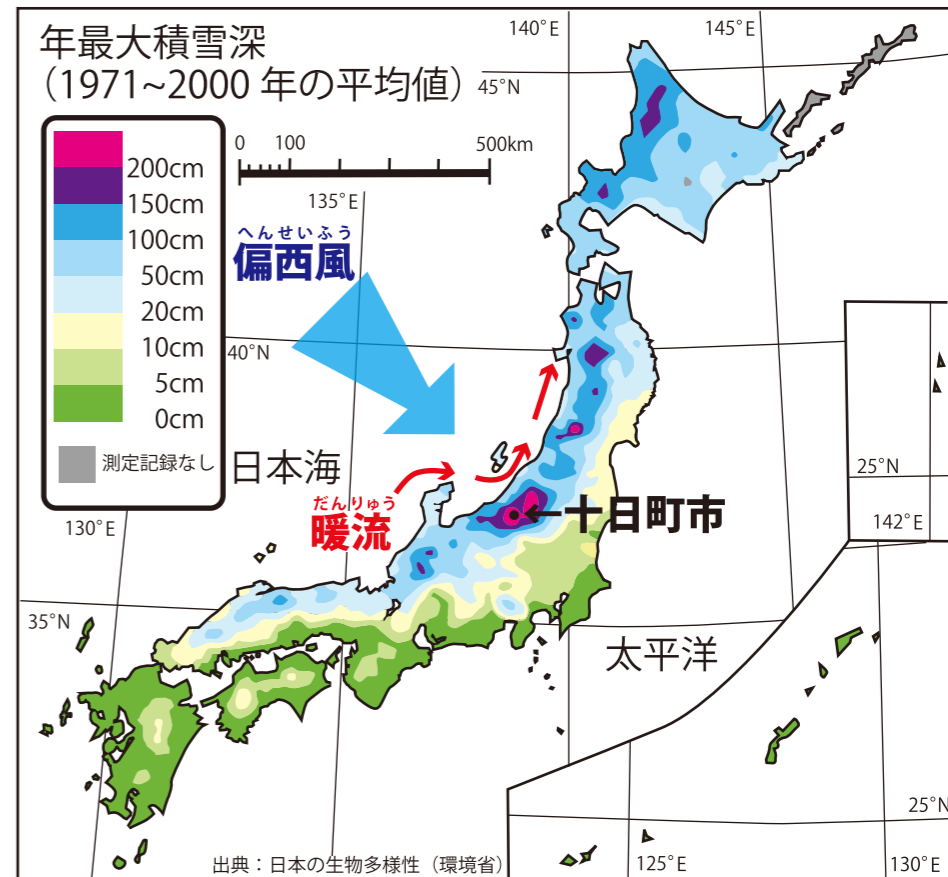 年最大積雪深
（1971~2000 年の平均値）
200cm
150cm
100cm
50cm
20cm
10cm
5cm
0cm
測定記録なし
0 100 500km
140°E
145°E
45°N
135°E
へんせいふう
偏西風
40°N
日本海
130°E
だんりゅう
暖流
十日町市
25°N
142°E
35°N
太平洋
25°N
出典：日本の生物多様性（環境省）
125°E
130°E